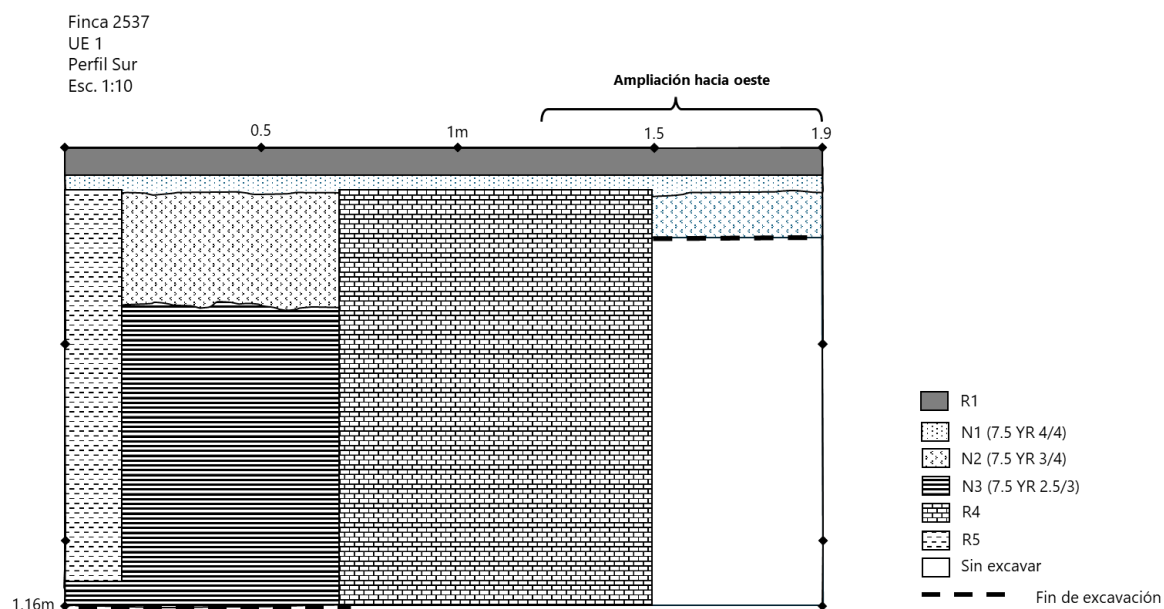 Finca 2537
UE 1
Perfil Sur
Esc. 1:10
Ampliación hacia oeste
0.5
1m
1.5
1.9
1.16m
R1
N1 (7.5 YR 4/4)
N2 (7.5 YR 3/4)
N3 (7.5 YR 2.5/3)
R4
R5
Sin excavar
Fin de excavación